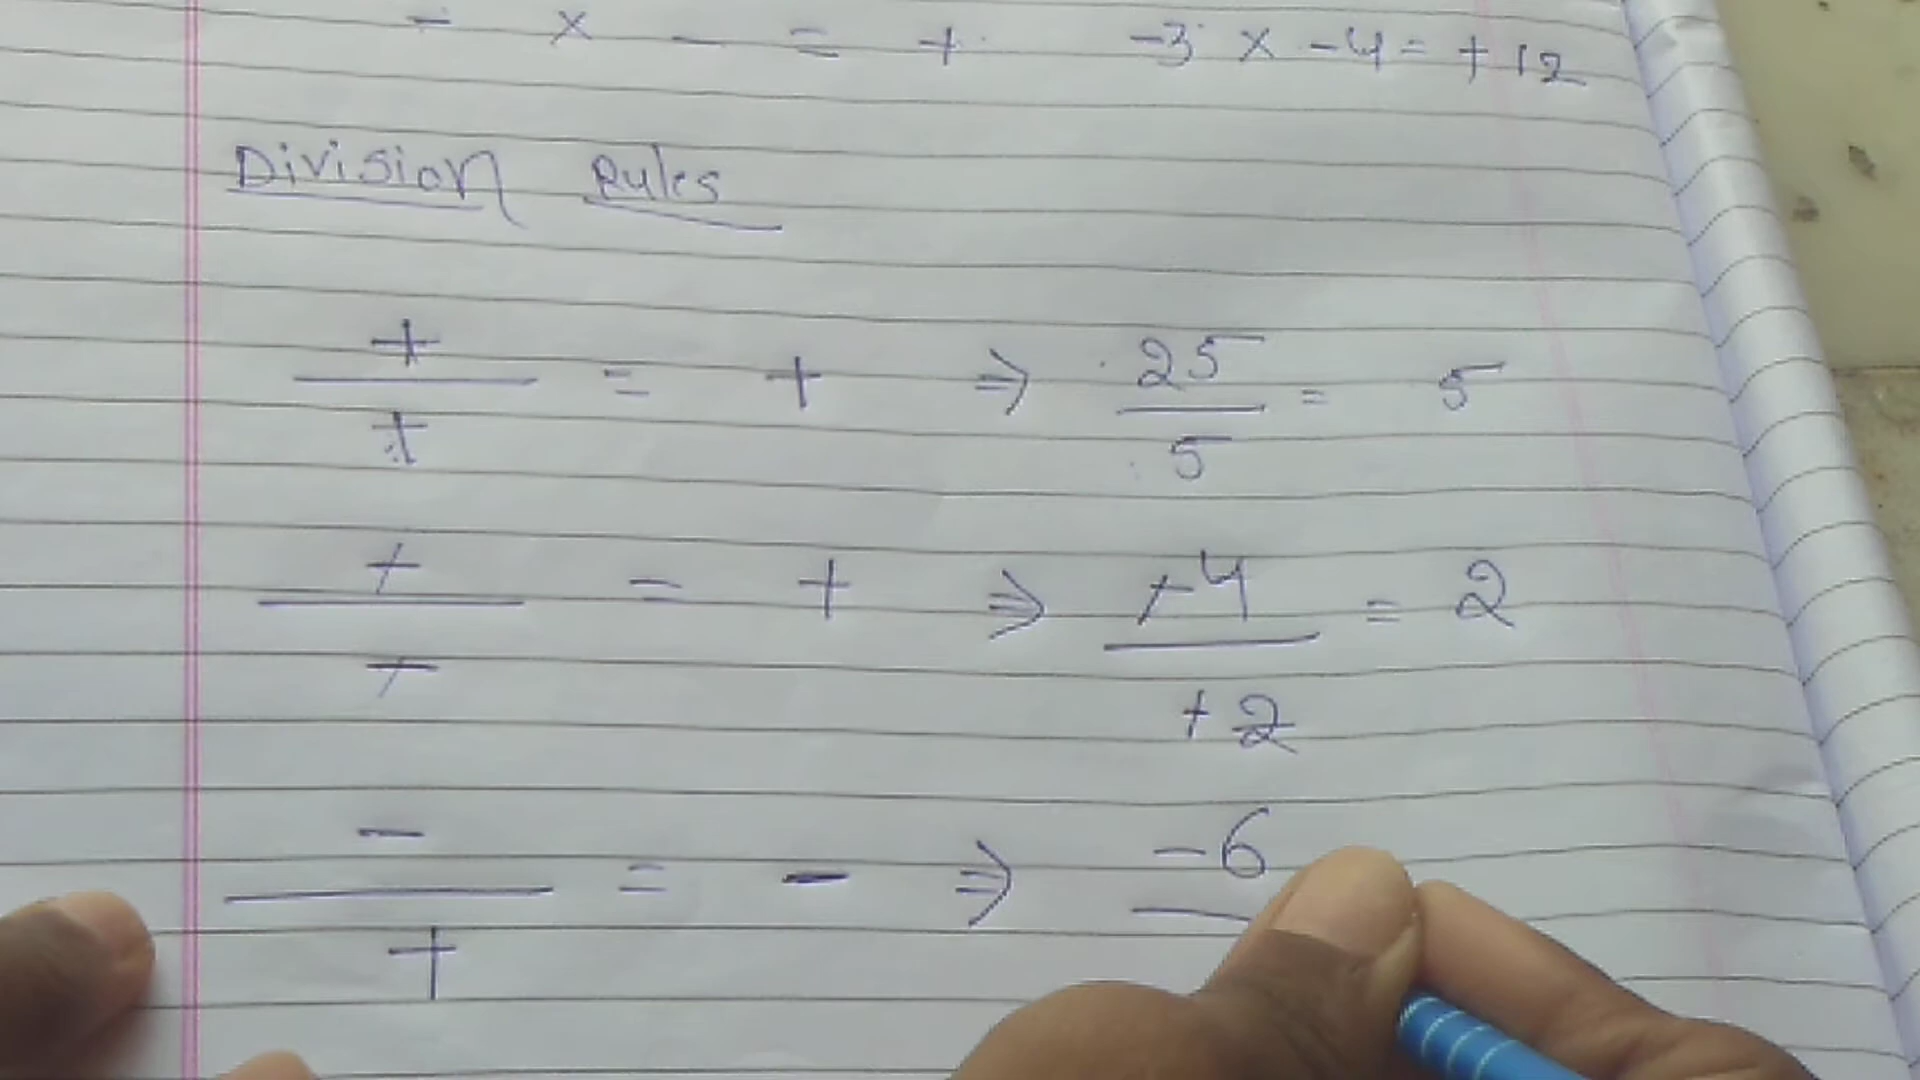 - × - = + -3 × -4 = +12
Division Rules
+ / + = + ⇒ 25 / 5 = 5
+ / + = + ⇒ +4 / +2 = 2
- / + = - ⇒ -6